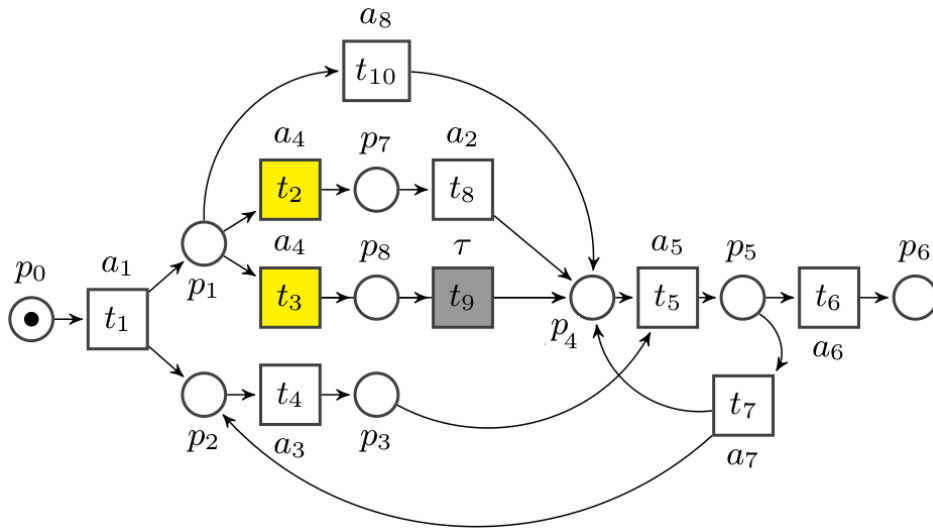 a₈
t₁₀
a₄ p₇ a₂
t₂ t₈
a₄ p₈ τ a₅ p₅ p₆
p₀ a₁ p₁ t₃ t₉ t₅ t₆
t₁ p₄ a₆
t₄ t₇
p₂ a₃ p₃ a₇